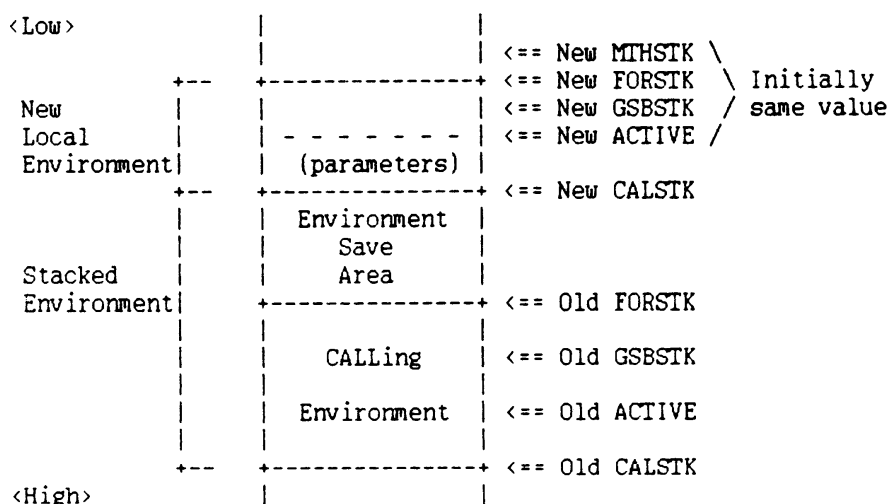 <Low> | |
| | <== New MTHSTK \
+-- +---------------+ <== New FORSTK \ Initially
New | | | <== New GSBSTK / same value
Local | | - - - - - - - | <== New ACTIVE /
Environment| | (parameters) |
+-- +---------------+ <== New CALSTK
| | Environment |
| | Save |
Stacked | | Area |
Environment| +---------------+ <== Old FORSTK
| | |
| | CALLing | <== Old GSBSTK
| | |
| | Environment | <== Old ACTIVE
| | |
+-- +---------------+ <== Old CALSTK
<High> | |